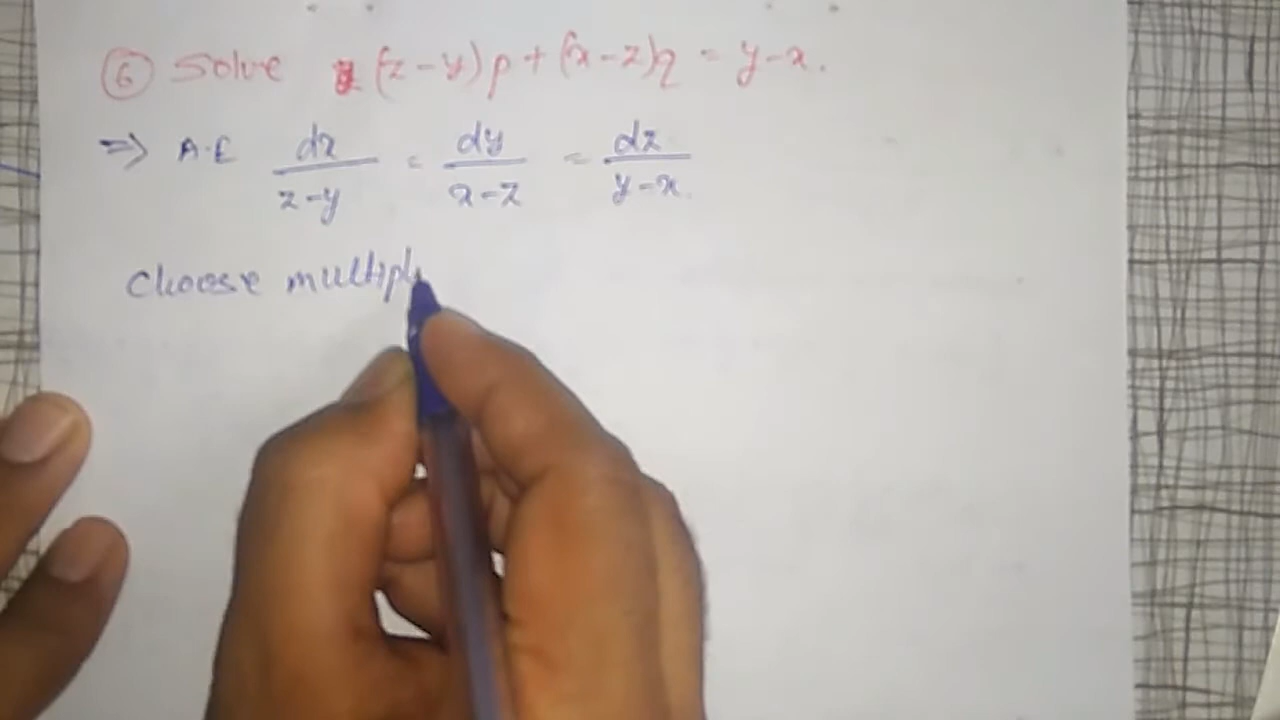 ⑥ Solve (z-y)p+(x-z)q = y-x.
⇒ A.E dx/z-y = dy/x-z = dz/y-x.
Choose multipl